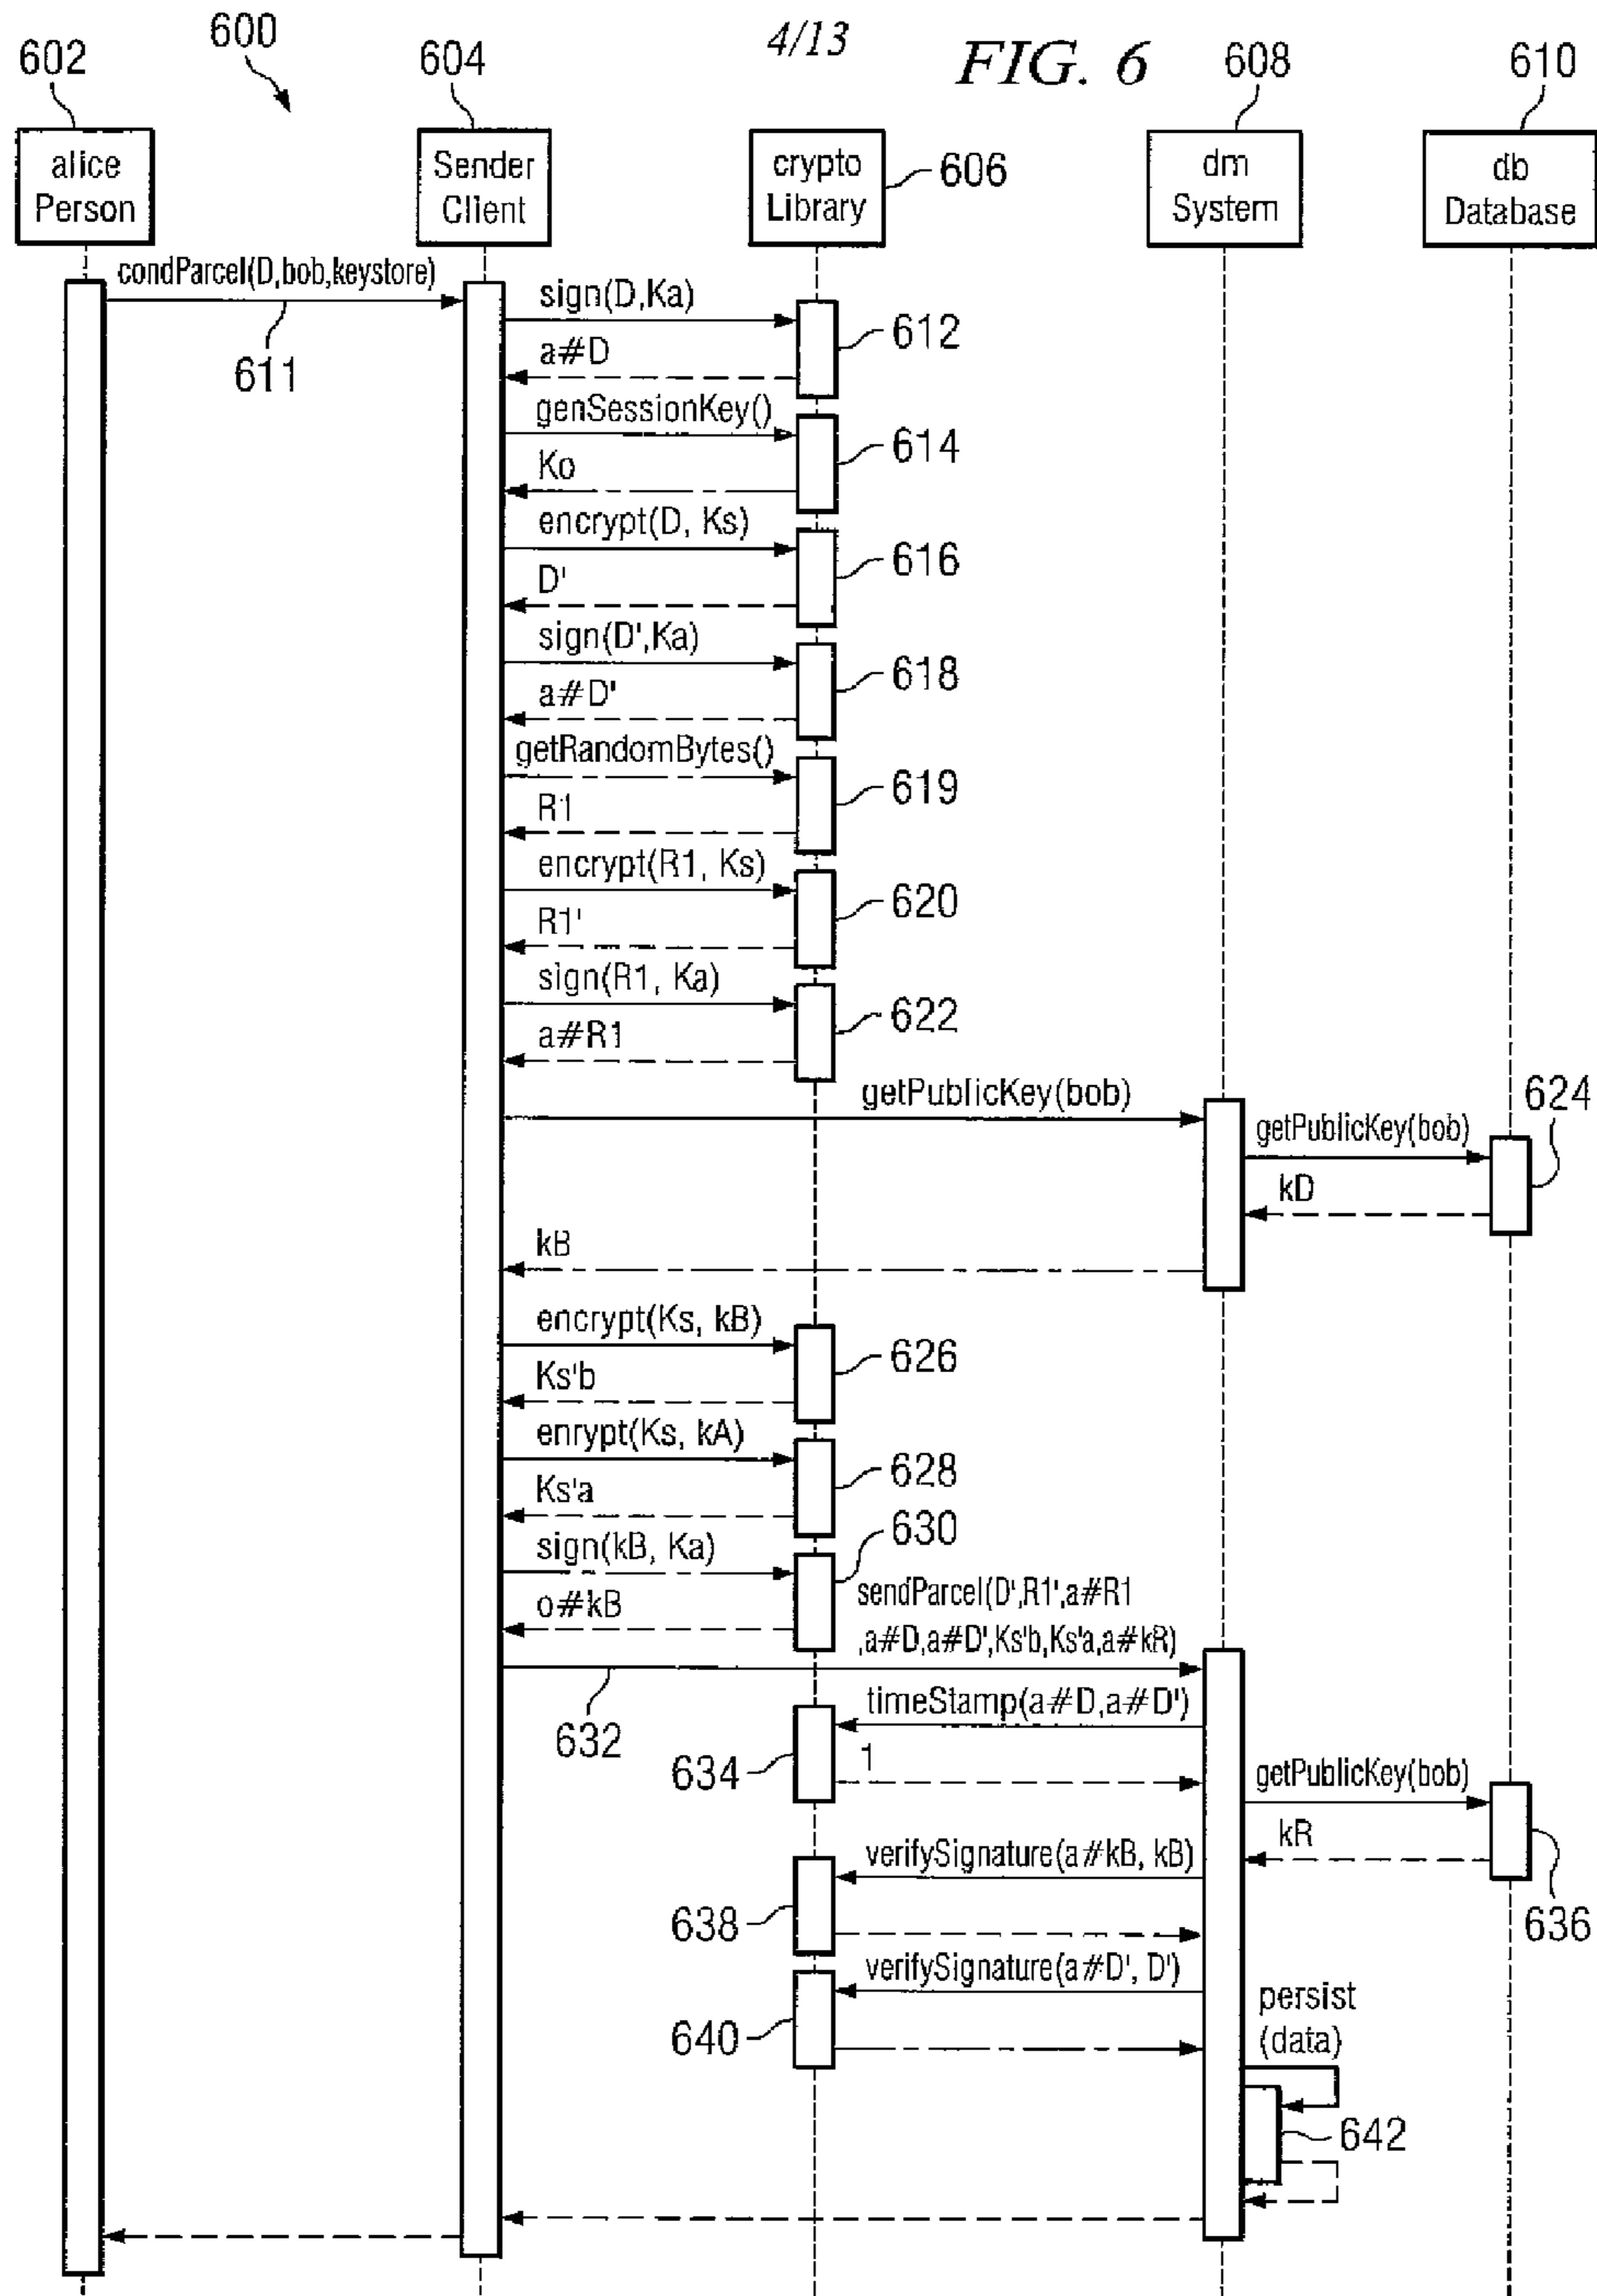 4/13
FIG. 6
600
602
604
606
608
610
alice
Person
Sender
Client
crypto
Library
dm
System
db
Database
condParcel(D,bob,keystore)
611
sign(D,Ka)
612
a#D
genSessionKey()
614
Ko
encrypt(D, Ks)
616
D'
sign(D',Ka)
618
a#D'
getRandomBytes()
619
R1
encrypt(R1, Ks)
620
R1'
sign(R1, Ka)
622
a#R1
getPublicKey(bob)
624
getPublicKey(bob)
kD
kB
encrypt(Ks, kB)
626
Ks'b
enrypt(Ks, kA)
628
Ks'a
630
sign(kB, Ka)
o#kB
sendParcel(D',R1',a#R1
,a#D,a#D',Ks'b,Ks'a,a#kR)
632
timeStamp(a#D,a#D')
634
1
getPublicKey(bob)
kR
636
verifySignature(a#kB, kB)
638
verifySignature(a#D', D')
640
persist
(data)
642